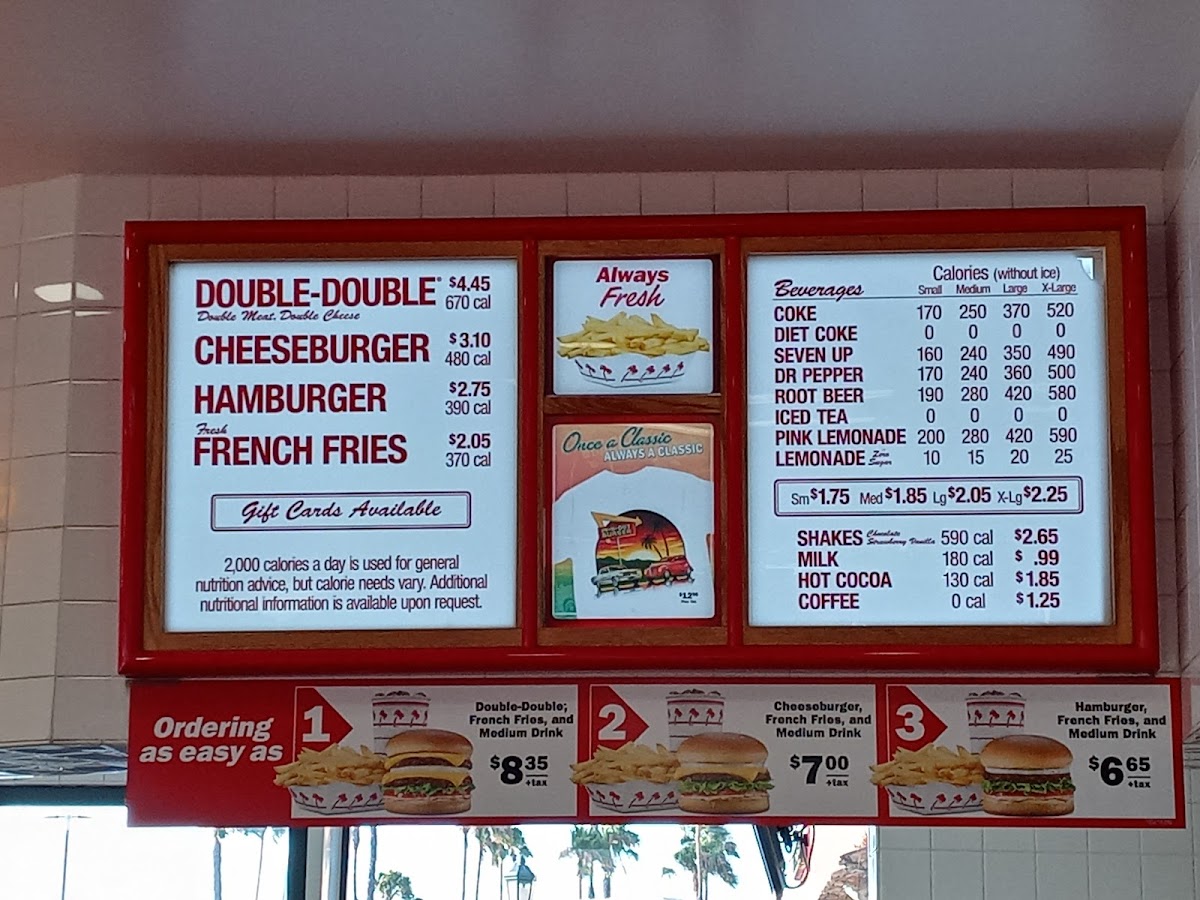 DOUBLE-DOUBLE® $4.45
Double Meat. Double Cheese 670 cal
CHEESEBURGER $3.10
480 cal
HAMBURGER $2.75
390 cal
Fresh
FRENCH FRIES $2.05
370 cal
Gift Cards Available
2,000 calories a day is used for general
nutrition advice, but calorie needs vary. Additional
nutritional information is available upon request.
Always
Fresh
Once a Classic
ALWAYS A CLASSIC
IN-N-OUT
BURGER
Calories (without ice)
Beverages Small Medium Large X-Large
COKE 170 250 370 520
DIET COKE 0 0 0 0
SEVEN UP 160 240 350 490
DR PEPPER 170 240 360 500
ROOT BEER 190 280 420 580
ICED TEA 0 0 0 0
PINK LEMONADE 200 280 420 590
LEMONADE Zero Sugar 10 15 20 25
Sm $1.75 Med $1.85 Lg $2.05 X-Lg $2.25
SHAKES Chocolate Strawberry Vanilla 590 cal $2.65
MILK 180 cal $ .99
HOT COCOA 130 cal $1.85
COFFEE 0 cal $1.25
Ordering
as easy as
1
Double-Double,
French Fries, and
Medium Drink
$8 35
+tax
2
Cheeseburger,
French Fries, and
Medium Drink
$7 00
+tax
3
Hamburger,
French Fries, and
Medium Drink
$6 65
+tax